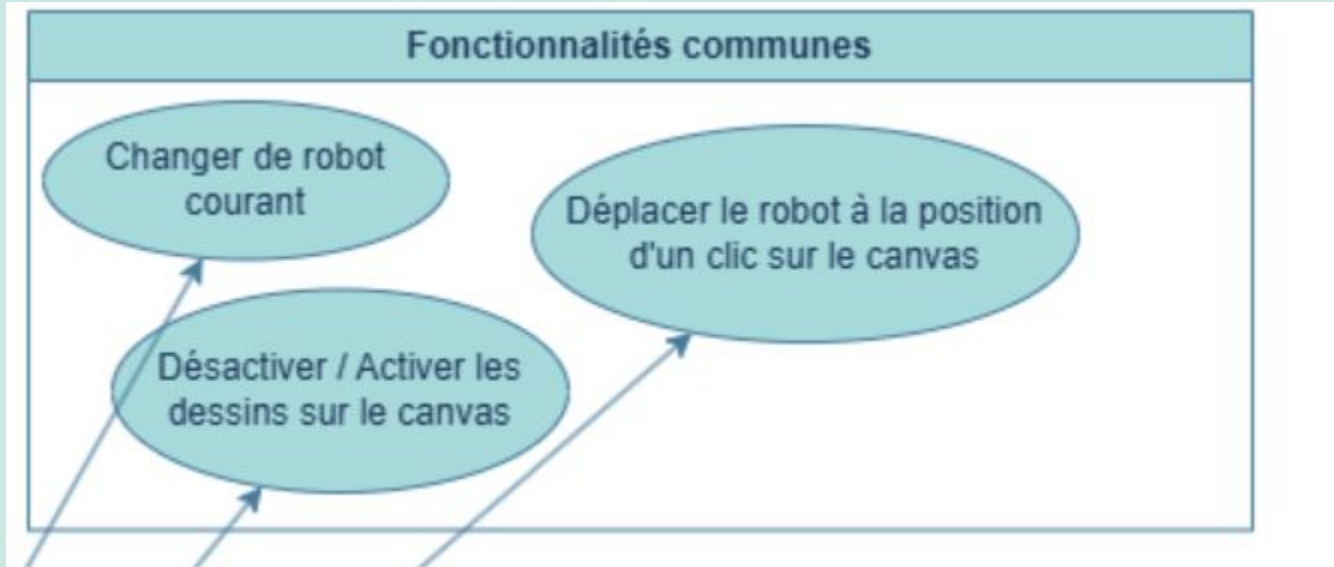 Fonctionnalités communes
Changer de robot
courant
Déplacer le robot à la position
d'un clic sur le canvas
Désactiver / Activer les
dessins sur le canvas